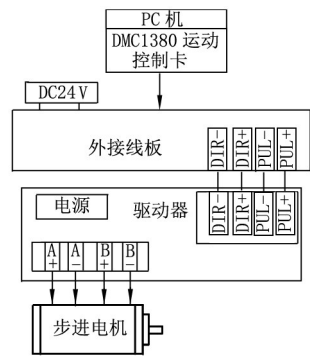 PC 机
DMC1380 运动
控制卡
DC24V
外接线板
DIR-
DIR+
PUL-
PUL+
电源
驱动器
DIR-
DIR+
PUL-
PUL+
A+
A-
B+
B-
步进电机